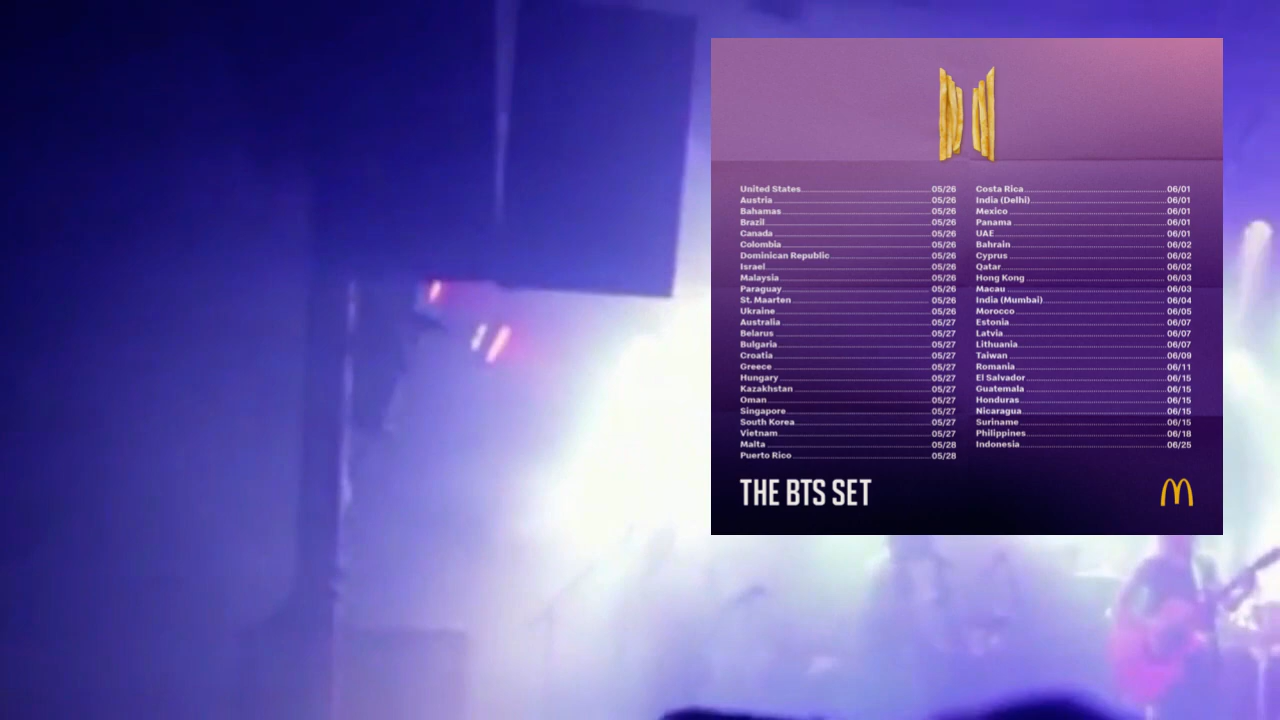 United States 05/26
Austria 05/26
Bahamas 05/26
Brazil 05/26
Canada 05/26
Colombia 05/26
Dominican Republic 05/26
Israel 05/26
Malaysia 05/26
Paraguay 05/26
St. Maarten 05/26
Ukraine 05/26
Australia 05/27
Belarus 05/27
Bulgaria 05/27
Croatia 05/27
Greece 05/27
Hungary 05/27
Kazakhstan 05/27
Oman 05/27
Singapore 05/27
South Korea 05/27
Vietnam 05/27
Malta 05/28
Puerto Rico 05/28
Costa Rica 06/01
India (Delhi) 06/01
Mexico 06/01
Panama 06/01
UAE 06/01
Bahrain 06/02
Cyprus 06/02
Qatar 06/02
Hong Kong 06/03
Macau 06/03
India (Mumbai) 06/04
Morocco 06/05
Estonia 06/07
Latvia 06/07
Lithuania 06/07
Taiwan 06/09
Romania 06/11
El Salvador 06/15
Guatemala 06/15
Honduras 06/15
Nicaragua 06/15
Suriname 06/15
Philippines 06/18
Indonesia 06/25
THE BTS SET